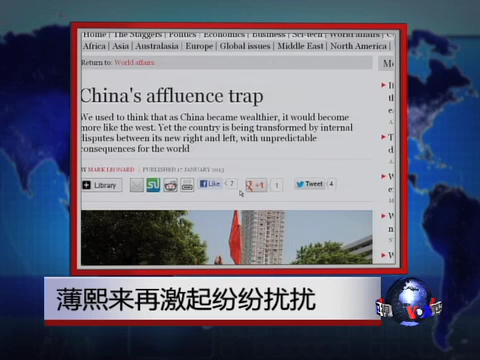 Home | The Staggers | Politics | Economics | Business | Sci-tech | World affairs |
Africa | Asia | Australasia | Europe | Global issues | Middle East | North America |
Return to: World affairs
China's affluence trap
We used to think that as China became wealthier, it would become
more like the west. Yet the country is being transformed by internal
disputes between its new right and left, with unpredictable
consequences for the world
BY MARK LEONARD | PUBLISHED 17 JANUARY 2013
Library
Like
7
+1
1
Tweet
4
薄熙来再激起纷纷扰扰
VOA